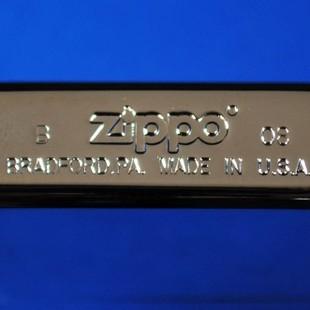 B zippo® 08
BRADFORD.PA. MADE IN U.S.A.